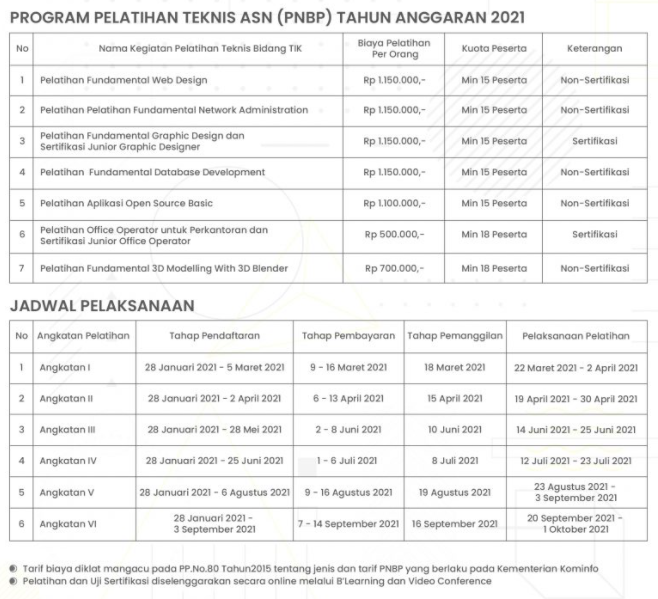 PROGRAM PELATIHAN TEKNIS ASN (PNBP) TAHUN ANGGARAN 2021
No Nama Kegiatan Pelatihan Teknis Bidang TIK Biaya Pelatihan Per Orang Kuota Peserta Keterangan
1 Pelatihan Fundamental Web Design Rp 1.150.000,- Min 15 Peserta Non-Sertifikasi
2 Pelatihan Pelatihan Fundamental Network Administration Rp 1.150.000,- Min 15 Peserta Non-Sertifikasi
3 Pelatihan Fundamental Graphic Design dan Sertifikasi Junior Graphic Designer Rp 1.150.000,- Min 15 Peserta Sertifikasi
4 Pelatihan Fundamental Database Development Rp 1.150.000,- Min 15 Peserta Non-Sertifikasi
5 Pelatihan Aplikasi Open Source Basic Rp 1.100.000,- Min 15 Peserta Non-Sertifikasi
6 Pelatihan Office Operator untuk Perkantoran dan Sertifikasi Junior Office Operator Rp 500.000,- Min 18 Peserta Sertifikasi
7 Pelatihan Fundamental 3D Modelling With 3D Blender Rp 700.000,- Min 18 Peserta Non-Sertifikasi
JADWAL PELAKSANAAN
No Angkatan Pelatihan Tahap Pendaftaran Tahap Pembayaran Tahap Pemanggilan Pelaksanaan Pelatihan
1 Angkatan I 28 Januari 2021 - 5 Maret 2021 9 - 16 Maret 2021 18 Maret 2021 22 Maret 2021 - 2 April 2021
2 Angkatan II 28 Januari 2021 - 2 April 2021 6 - 13 April 2021 15 April 2021 19 April 2021 - 30 April 2021
3 Angkatan III 28 Januari 2021 - 28 Mei 2021 2 - 8 Juni 2021 10 Juni 2021 14 Juni 2021 - 25 Juni 2021
4 Angkatan IV 28 Januari 2021 - 25 Juni 2021 1 - 6 Juli 2021 8 Juli 2021 12 Juli 2021 - 23 Juli 2021
5 Angkatan V 28 Januari 2021 - 6 Agustus 2021 9 - 16 Agustus 2021 19 Agustus 2021 23 Agustus 2021 - 3 September 2021
6 Angkatan VI 28 Januari 2021 - 3 September 2021 7 - 14 September 2021 16 September 2021 20 September 2021 - 1 Oktober 2021
Tarif biaya diklat mangacu pada PP.No.80 Tahun2015 tentang jenis dan tarif PNBP yang berlaku pada Kementerian Kominfo
Pelatihan dan Uji Sertifikasi diselenggarakan secara online melalui B'Learning dan Video Conference